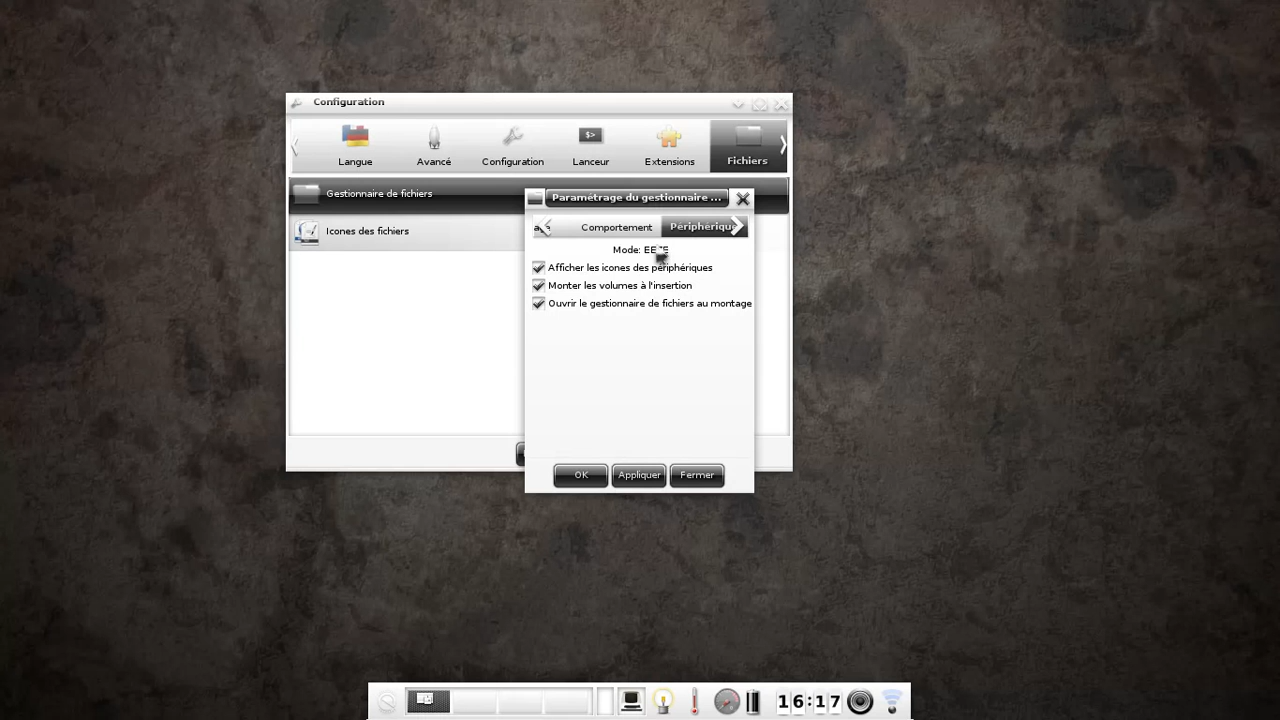 Configuration
Langue
Avancé
Configuration
$>
Lanceur
Extensions
Fichiers
Gestionnaire de fichiers
Icones des fichiers
Paramétrage du gestionnaire ...
Comportement
Périphérique
Mode:
Afficher les icones des périphériques
Monter les volumes à l'insertion
Ouvrir le gestionnaire de fichiers au montage
OK
Appliquer
Fermer
16:17